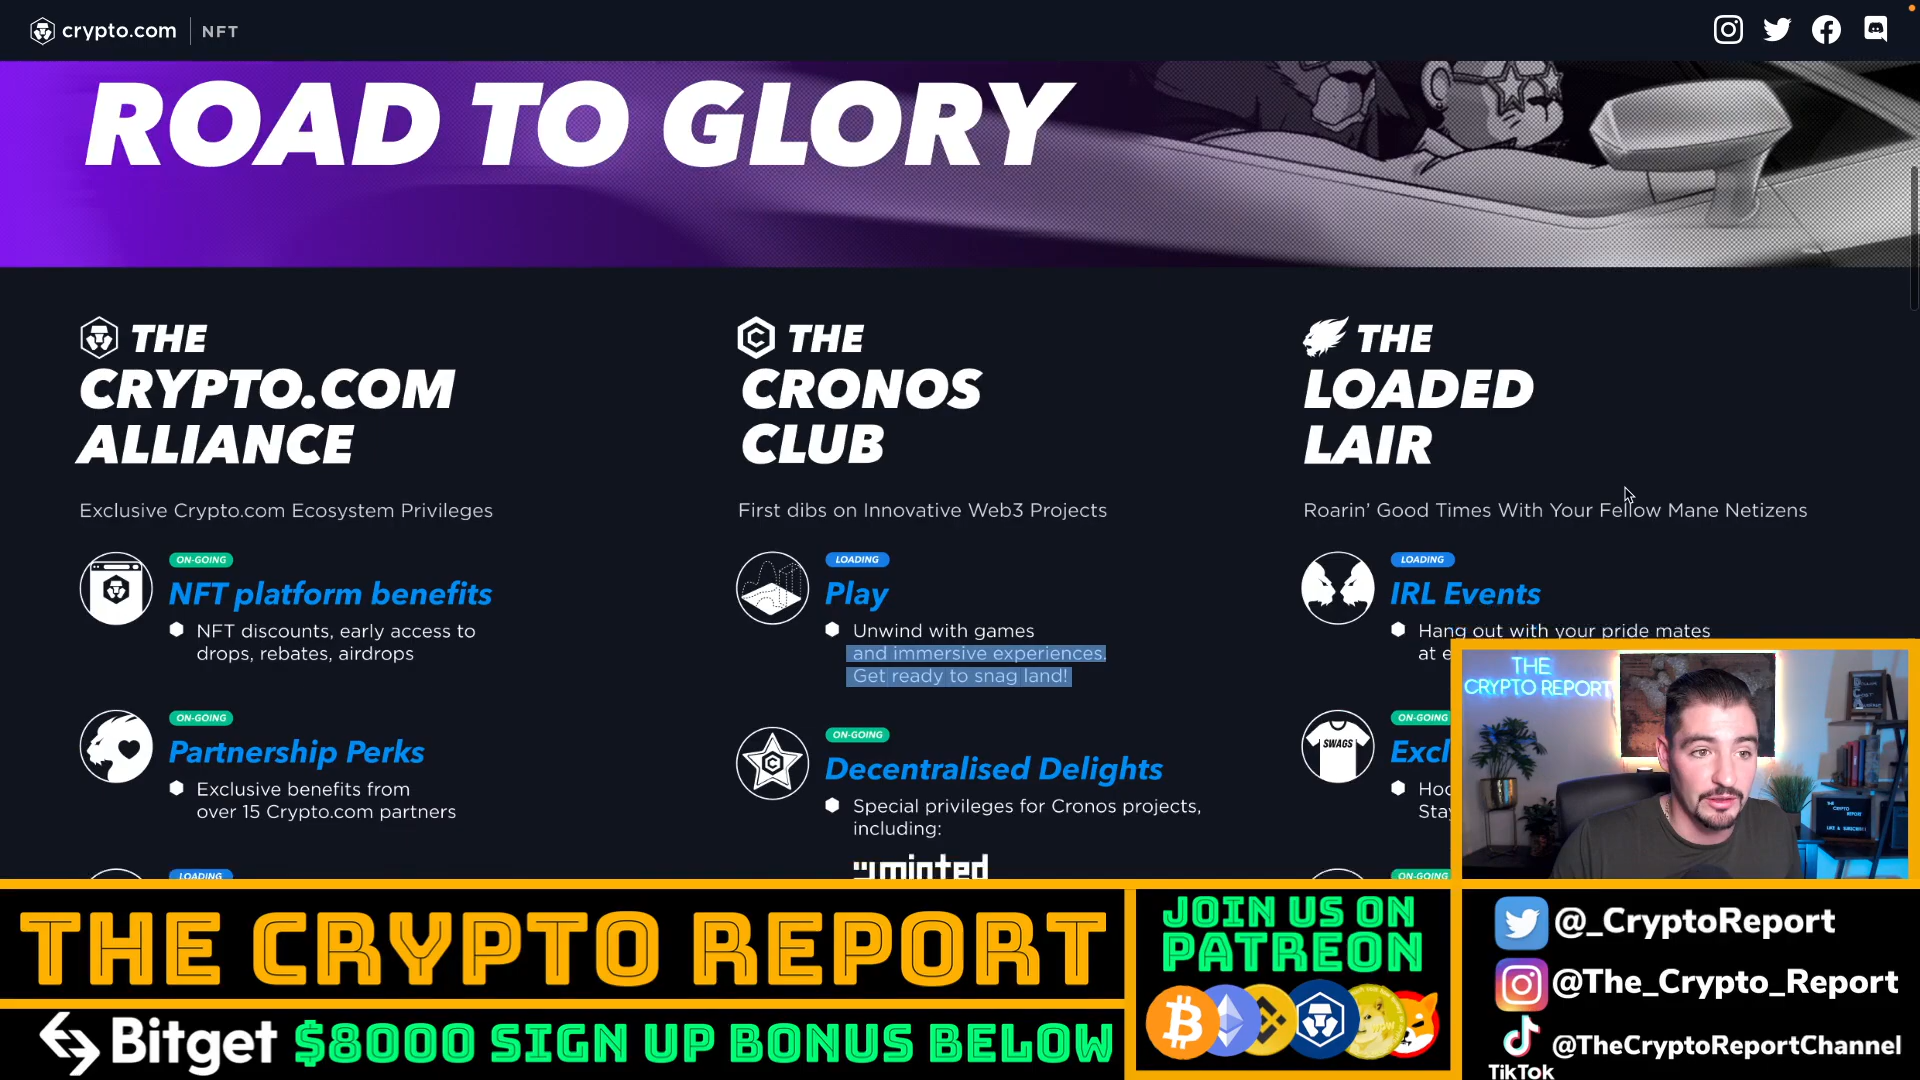 crypto.com | NFT
ROAD TO GLORY
THE
CRYPTO.COM
ALLIANCE
Exclusive Crypto.com Ecosystem Privileges
ON-GOING
NFT platform benefits
NFT discounts, early access to
drops, rebates, airdrops
ON-GOING
Partnership Perks
Exclusive benefits from
over 15 Crypto.com partners
LOADING
THE
CRONOS
CLUB
First dibs on Innovative Web3 Projects
LOADING
Play
Unwind with games
and immersive experiences.
Get ready to snag land!
ON-GOING
Decentralised Delights
Special privileges for Cronos projects,
including:
minted
THE
LOADED
LAIR
Roarin' Good Times With Your Fellow Mane Netizens
LOADING
IRL Events
Hang out with your pride mates
at e
ON-GOING
SWAGS
Excl
Hoo
Stay
ON-GOING
THE
CRYPTO REPORT
THE CRYPTO REPORT
Bitget $8000 SIGN UP BONUS BELOW
JOIN US ON
PATREON
@_CryptoReport
@The_Crypto_Report
@TheCryptoReportChannel
TikTok